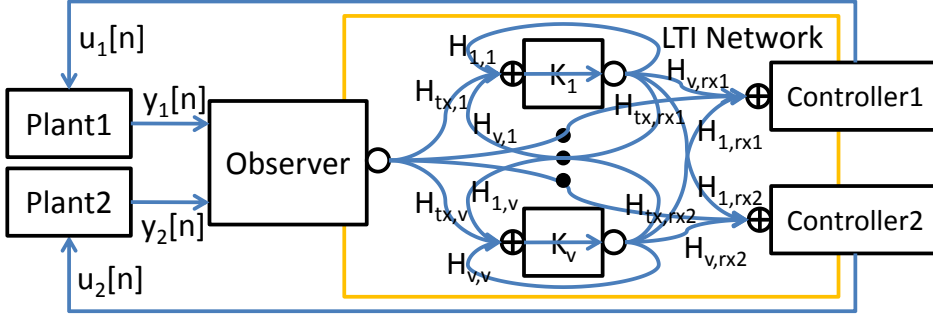 u1[n]
LTI Network
H1,1
K1
Hv,rx1
Controller1
y1[n]
Htx,1
Htx,rx1
Plant1
Hv,1
H1,rx1
Observer
Plant2
H1,v
H1,rx2
Htx,v
Htx,rx2
Controller2
y2[n]
Kv
Hv,rx2
Hv,v
u2[n]